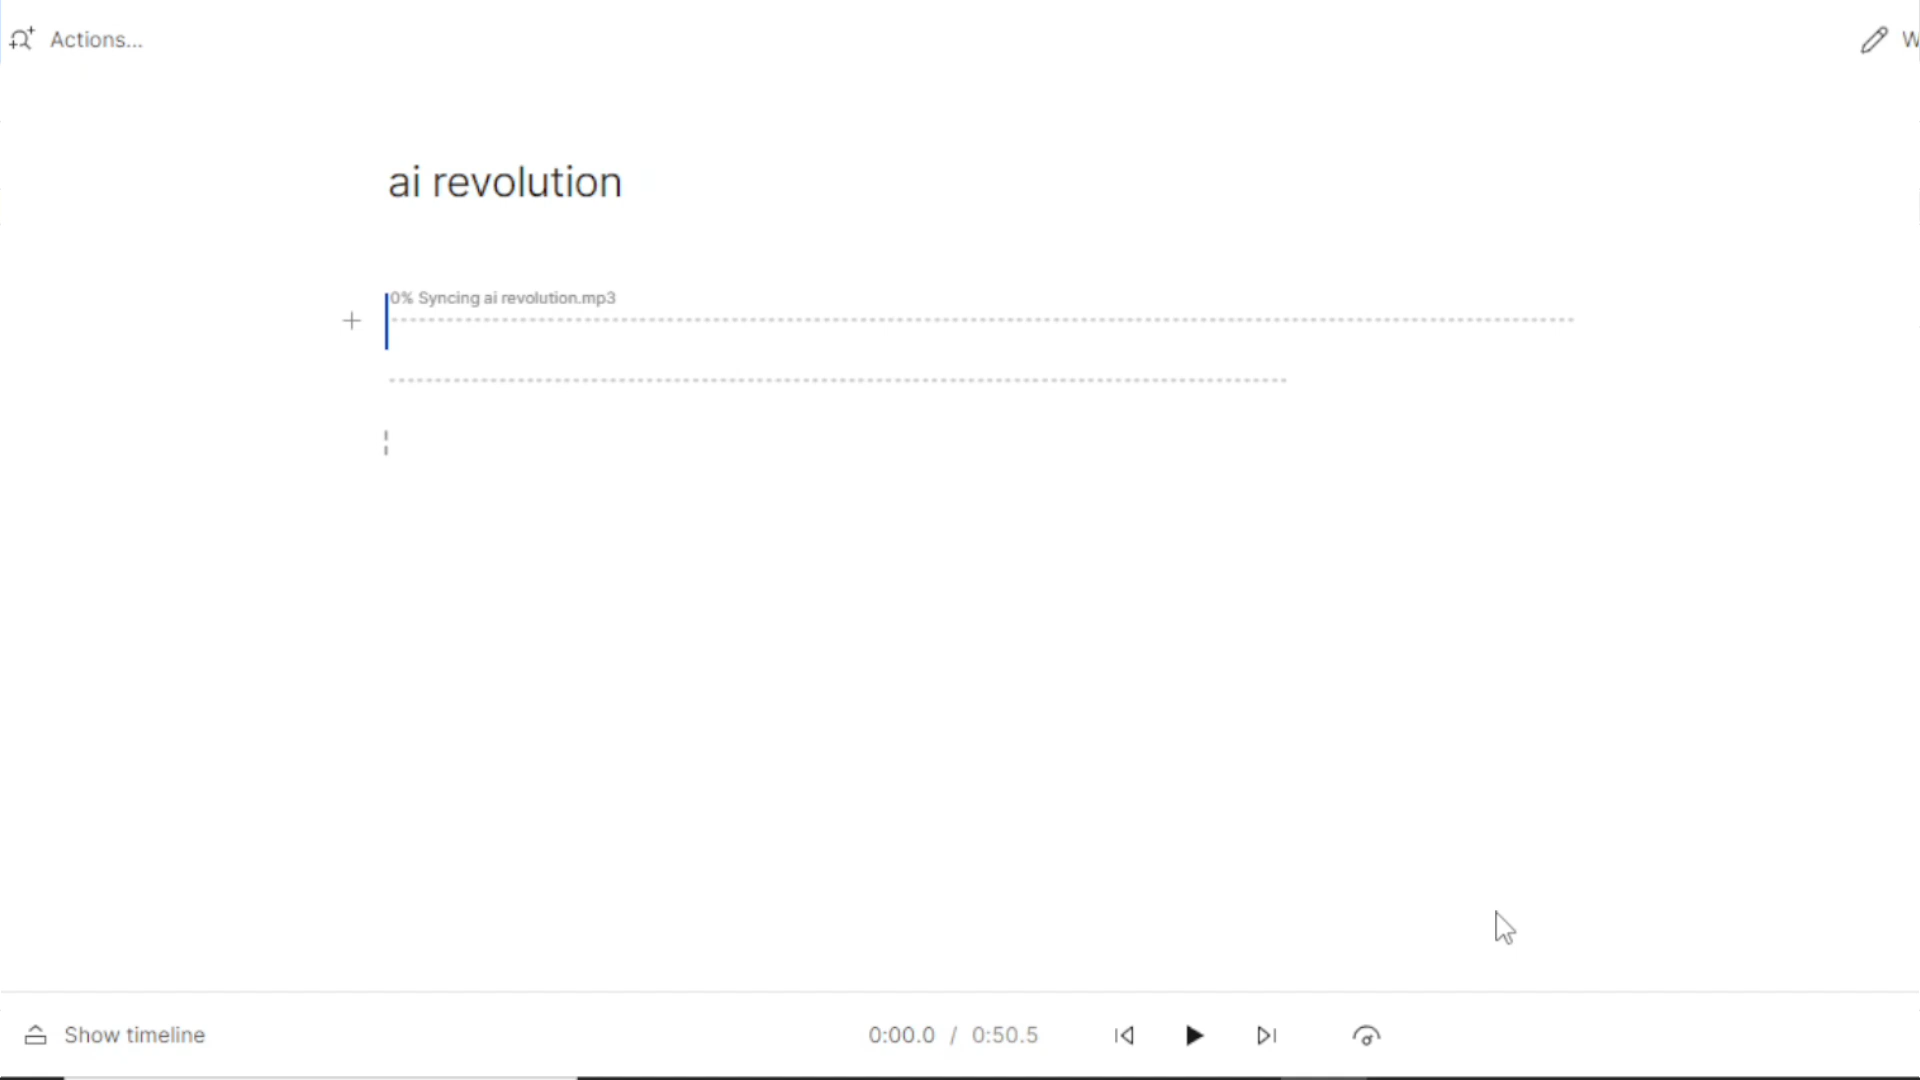 Actions...
W
ai revolution
0% Syncing ai revolution.mp3
Show timeline
0:00.0 / 0:50.5